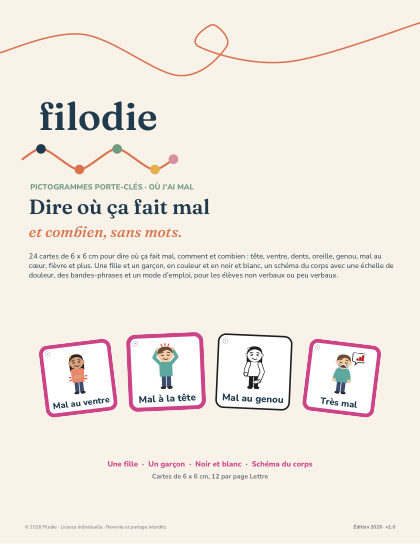 filodie
PICTOGRAMMES PORTE-CLÉS · OÙ J'AI MAL
Dire où ça fait mal
et combien, sans mots.
24 cartes de 6 x 6 cm pour dire où ça fait mal, comment et combien : tête, ventre, dents, oreille, genou, mal au
cœur, fièvre et plus. Une fille et un garçon, en couleur et en noir et blanc, un schéma du corps avec une échelle de
douleur, des bandes-phrases et un mode d'emploi, pour les élèves non verbaux ou peu verbaux.
Mal au ventre
Mal à la tête
Mal au genou
Très mal
Une fille · Un garçon · Noir et blanc · Schéma du corps
Cartes de 6 x 6 cm, 12 par page Lettre
© 2026 Filodie · Licence individuelle · Revente et partage interdits
Édition 2026 · v1.0